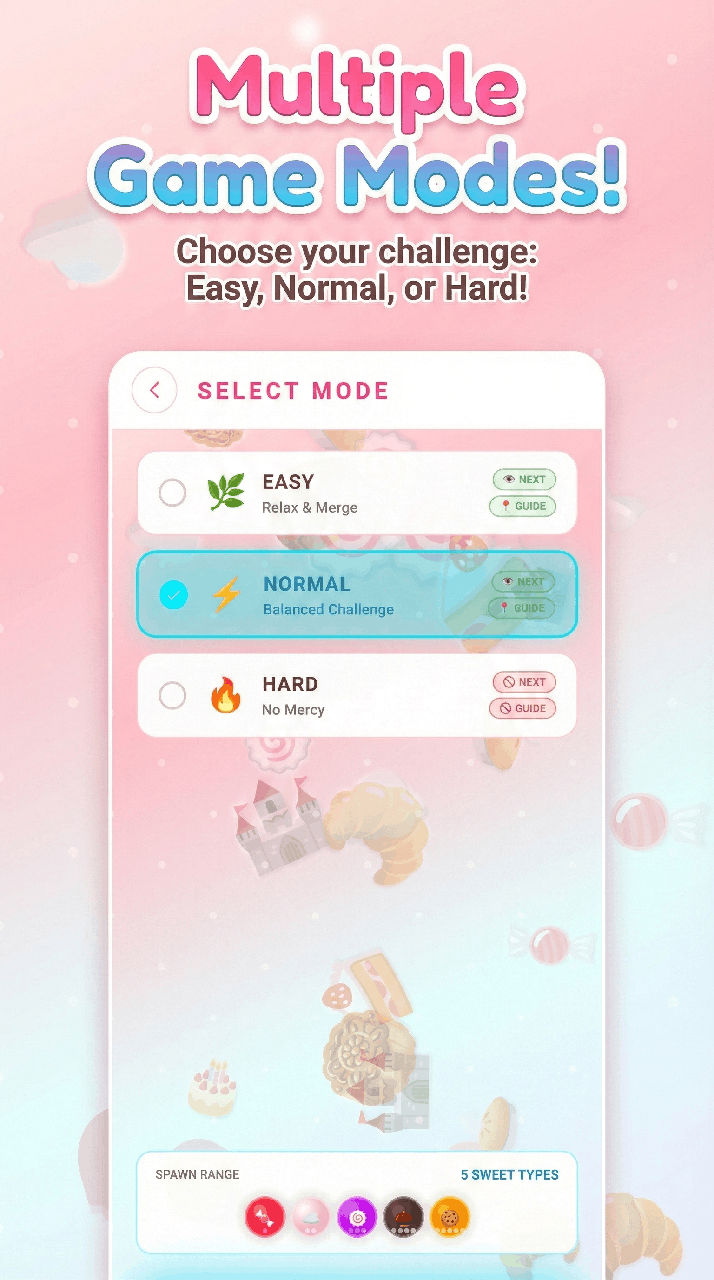 Multiple
Game Modes!
Choose your challenge:
Easy, Normal, or Hard!
SELECT MODE
EASY
Relax & Merge
NEXT
GUIDE
NORMAL
Balanced Challenge
NEXT
GUIDE
HARD
No Mercy
NEXT
GUIDE
SPAWN RANGE
5 SWEET TYPES